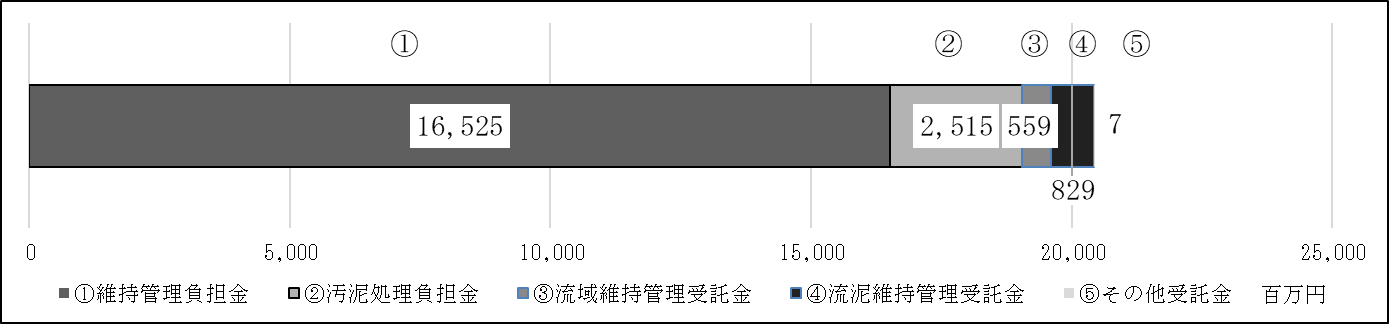 ① ② ③ ④ ⑤
16,525 2,515 559 7
829
0 5,000 10,000 15,000 20,000 25,000
①維持管理負担金 ②汚泥処理負担金 ③流域維持管理受託金 ④流泥維持管理受託金 ⑤その他受託金 百万円